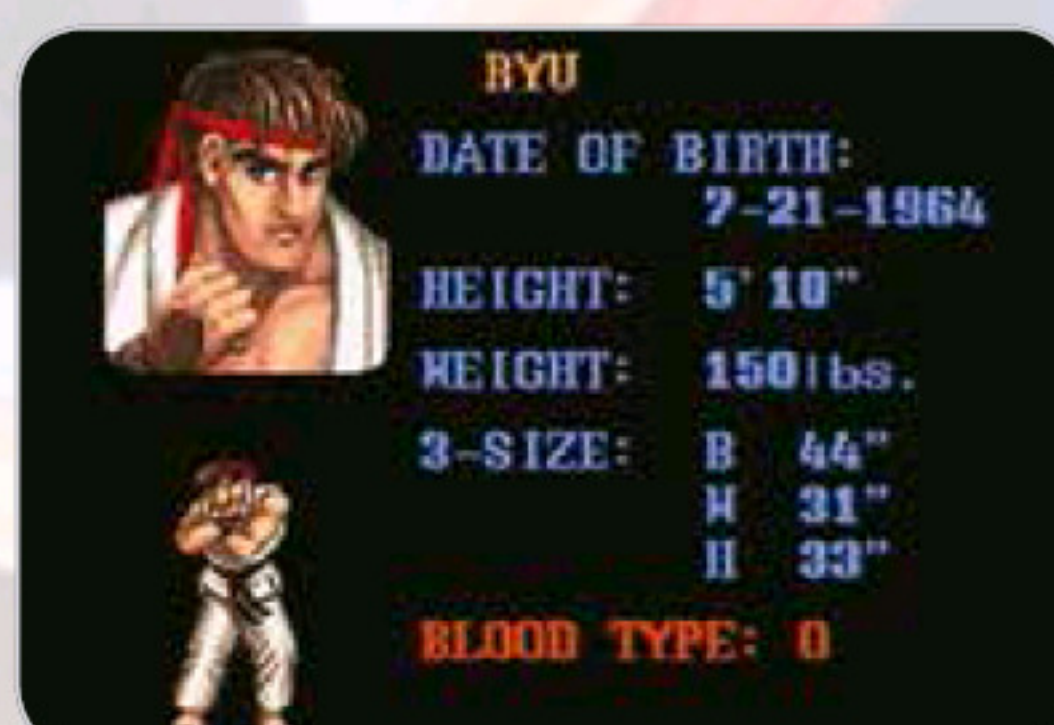 RYU
DATE OF BIRTH:
7-21-1964
HEIGHT: 5'10"
WEIGHT: 150lbs.
3-SIZE: B 44"
W 31"
H 33"
BLOOD TYPE: O